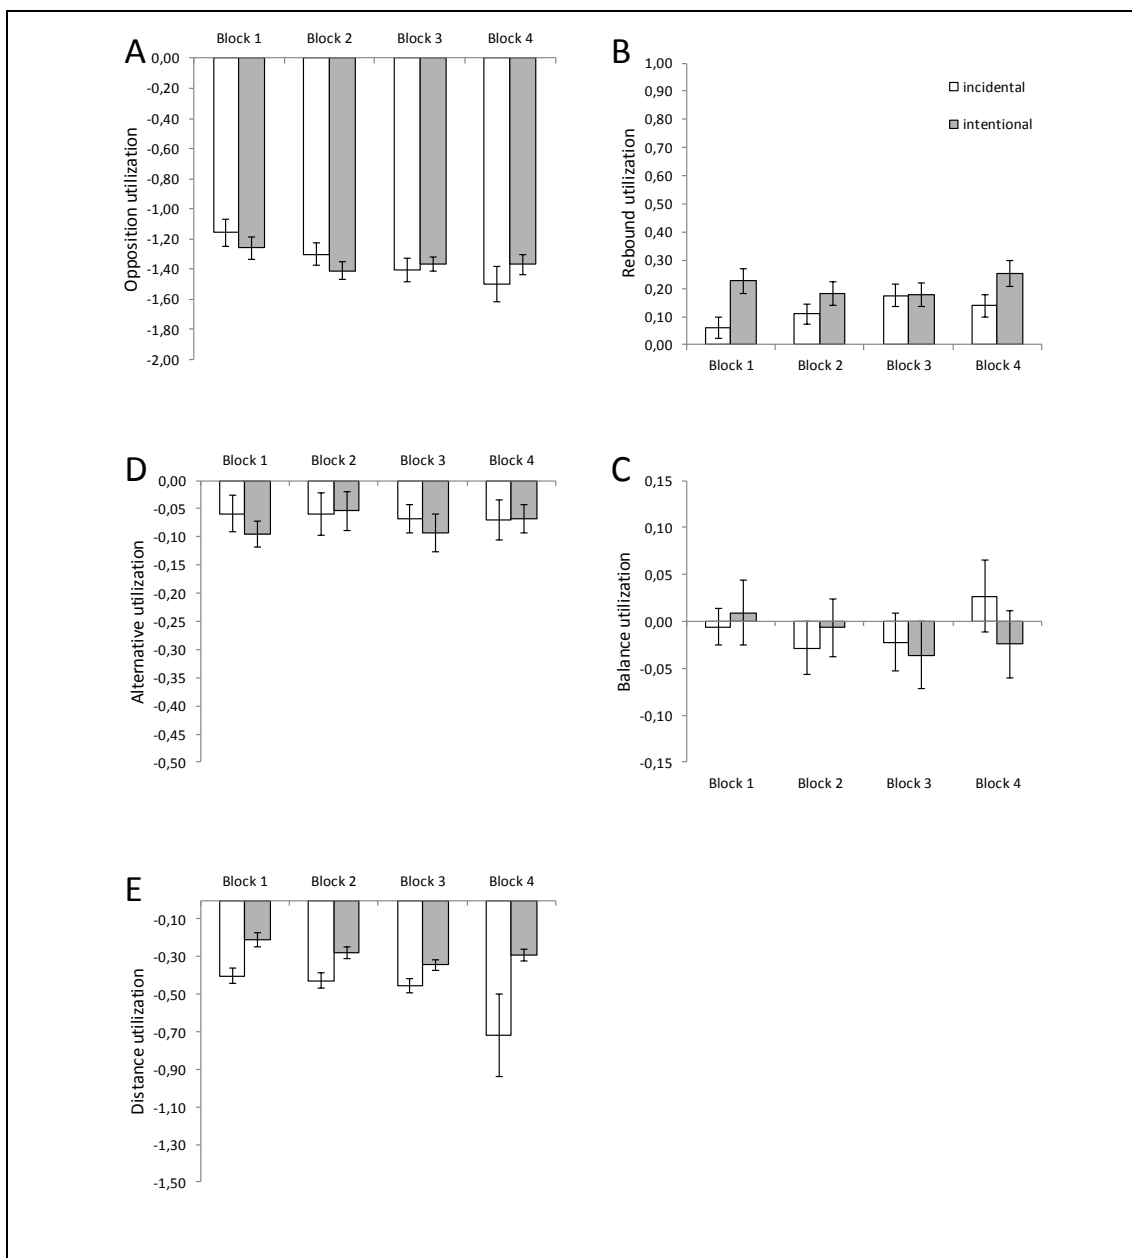 A
Block 1 Block 2 Block 3 Block 4
0,00
-0,20
-0,40
-0,60
-0,80
-1,00
-1,20
-1,40
-1,60
-1,80
-2,00
Opposition utilization
B
1,00
0,90
0,80
0,70
0,60
0,50
0,40
0,30
0,20
0,10
0,00
Rebound utilization
incidental
intentional
Block 1 Block 2 Block 3 Block 4
D
Block 1 Block 2 Block 3 Block 4
0,00
-0,05
-0,10
-0,15
-0,20
-0,25
-0,30
-0,35
-0,40
-0,45
-0,50
Alternative utilization
C
0,15
0,10
0,05
0,00
-0,05
-0,10
-0,15
Balance utilization
Block 1 Block 2 Block 3 Block 4
E
Block 1 Block 2 Block 3 Block 4
-0,10
-0,30
-0,50
-0,70
-0,90
-1,10
-1,30
-1,50
Distance utilization